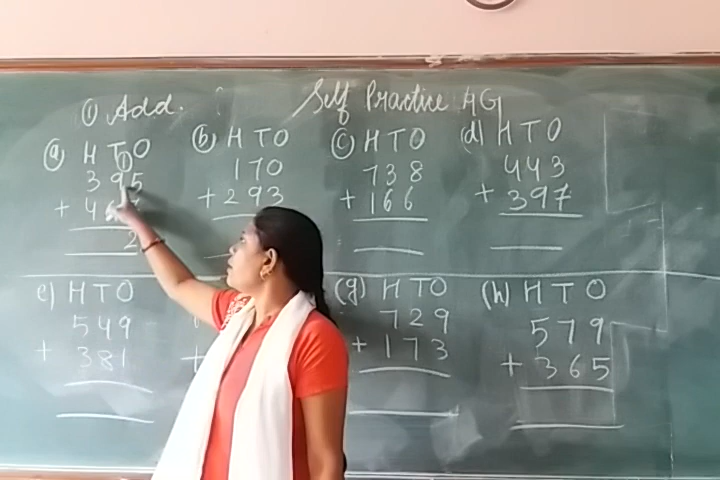 ① Add. Self Practice 4G
(a) H T O (b) H T O (c) H T O (d) H T O
①
3 9 5 1 7 0 7 3 8 4 4 3
+ 4 + 2 9 3 + 1 6 6 + 3 9 7
2
e) H T O (g) H T O (h) H T O
5 4 9 7 2 9 5 7 9
+ 3 8 1 + + 1 7 3 + 3 6 5